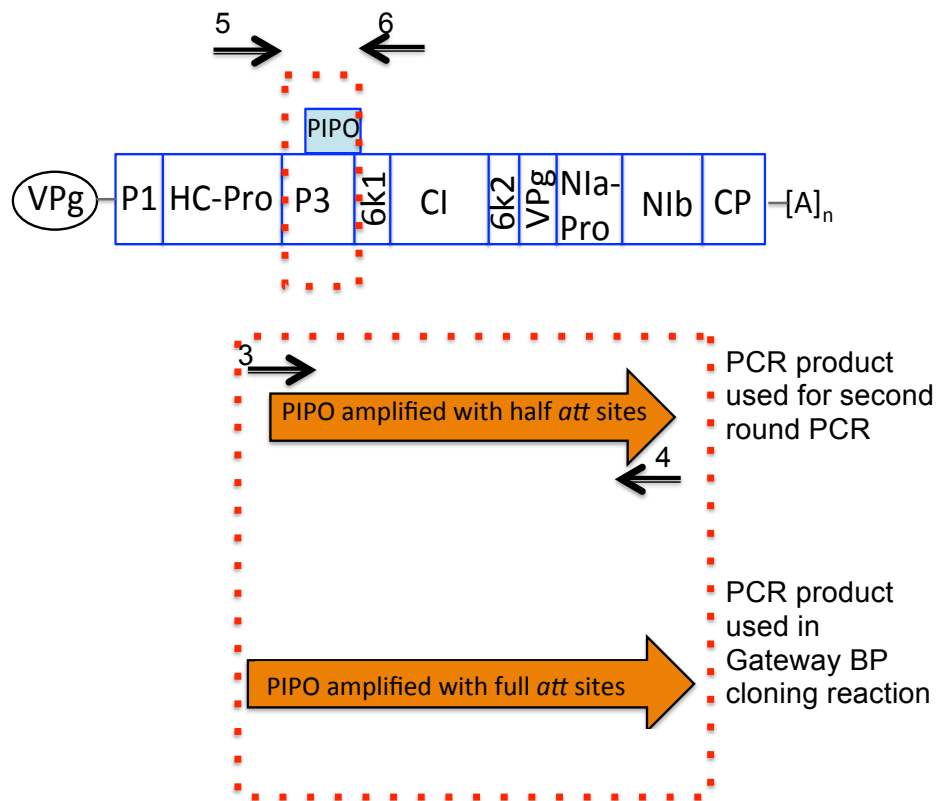 5
6
PIPO
VPg
P1
HC-Pro
P3
6k1
CI
6k2
VPg
NIa-
Pro
NIb
CP
[A]n
3
PIPO amplified with half att sites
4
PCR product
used for second
round PCR
PIPO amplified with full att sites
PCR product
used in
Gateway BP
cloning reaction